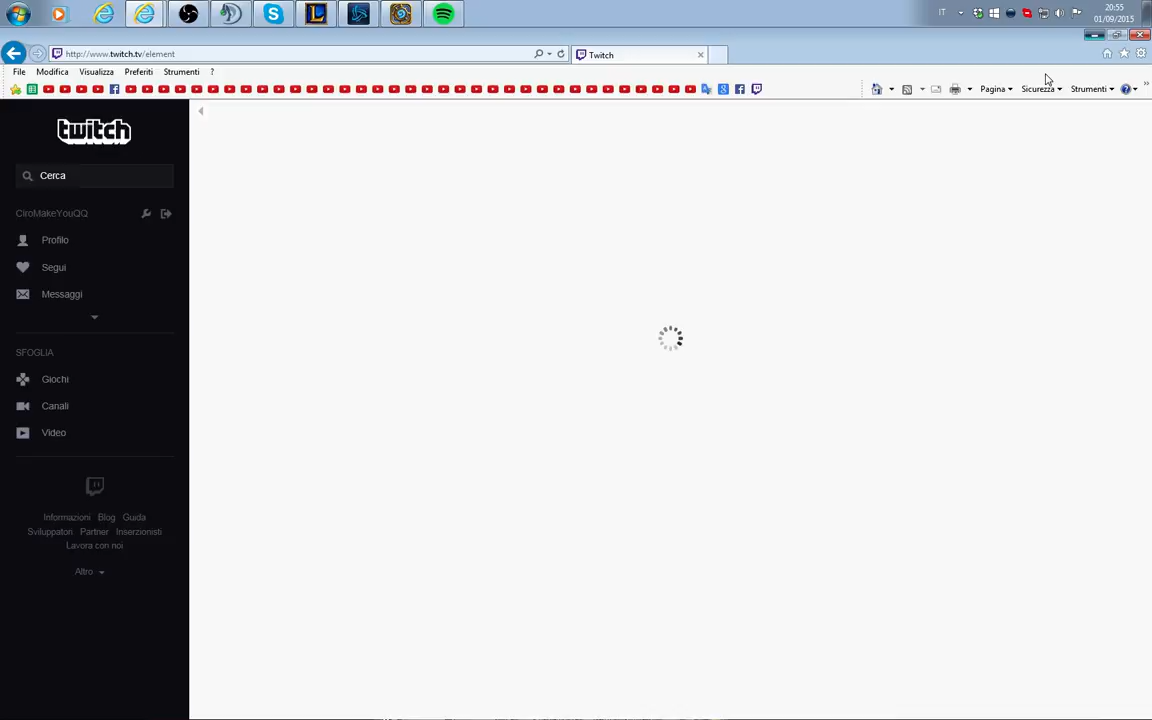 IT
20:55
01/09/2015
http://www.twitch.tv/element
Twitch
File Modifica Visualizza Preferiti Strumenti ?
Pagina Sicurezza Strumenti
twitch
Cerca
CiroMakeYouQQ
Profilo
Segui
Messaggi
SFOGLIA
Giochi
Canali
Video
Informazioni Blog Guida
Sviluppatori Partner Inserzionisti
Lavora con noi
Altro